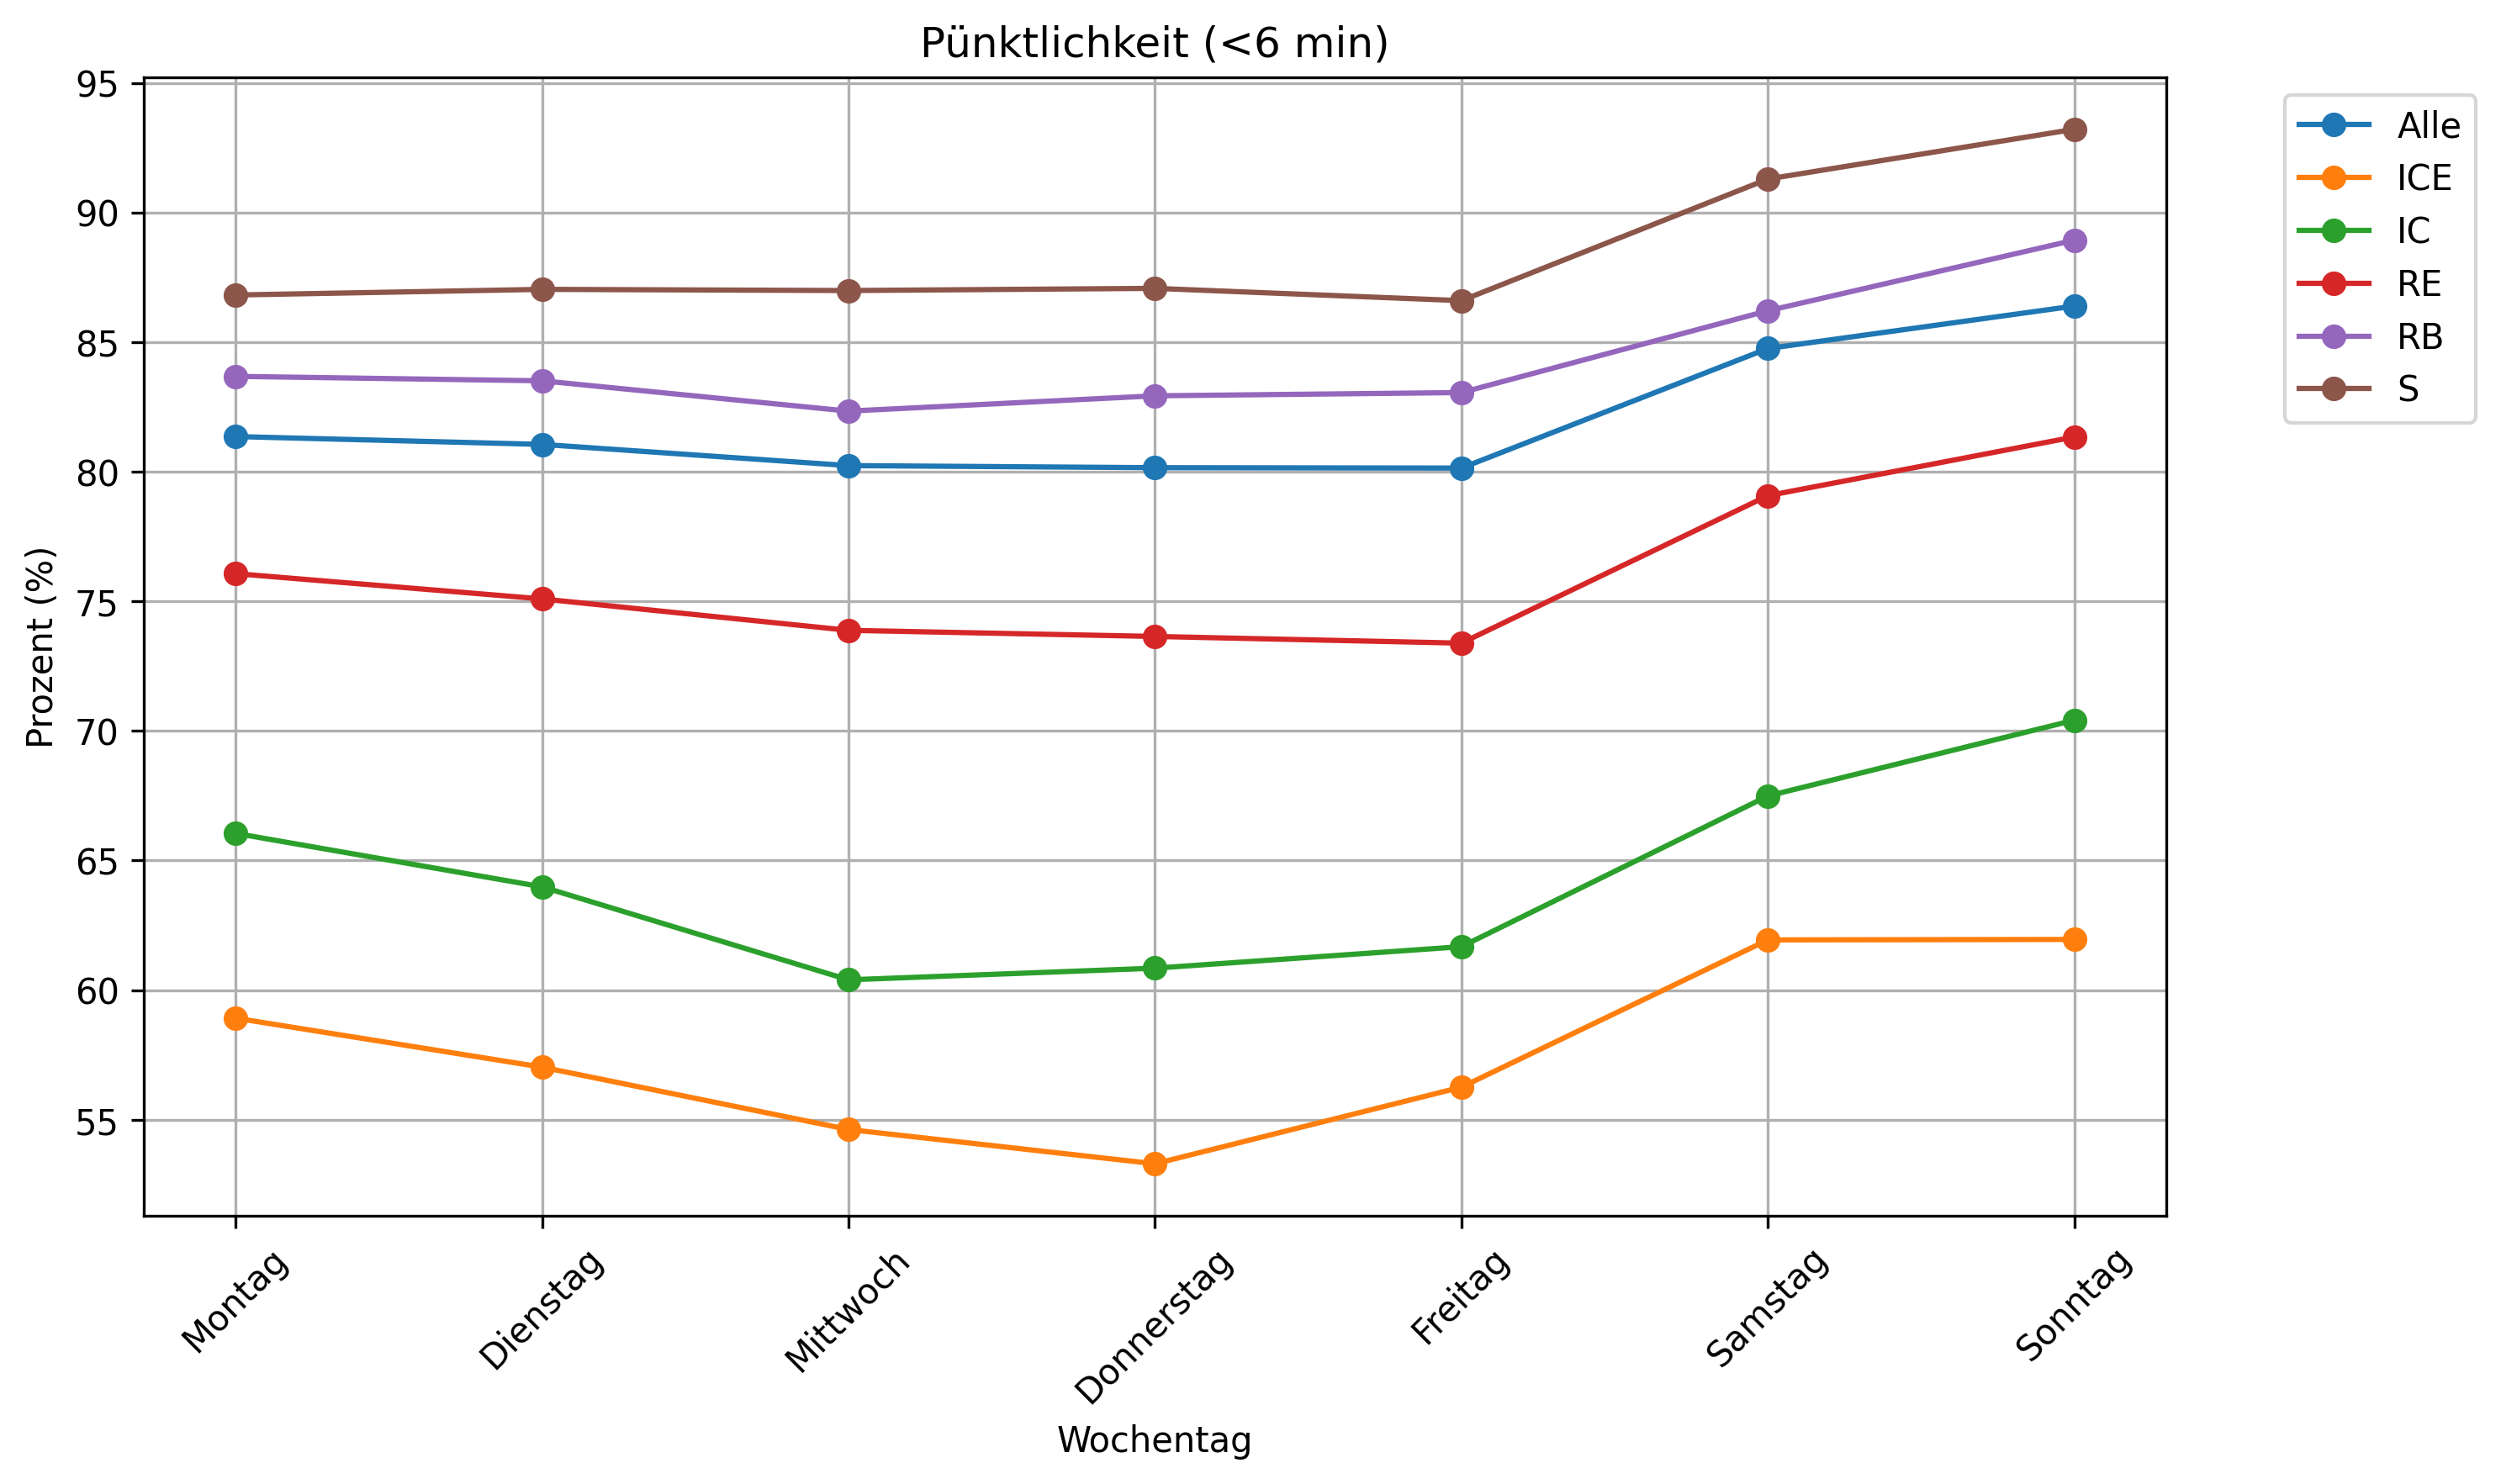 Pünktlichkeit (<6 min)
95
90
85
80
75
70
65
60
55
Prozent (%)
Montag
Dienstag
Mittwoch
Donnerstag
Freitag
Samstag
Sonntag
Wochentag
Alle
ICE
IC
RE
RB
S